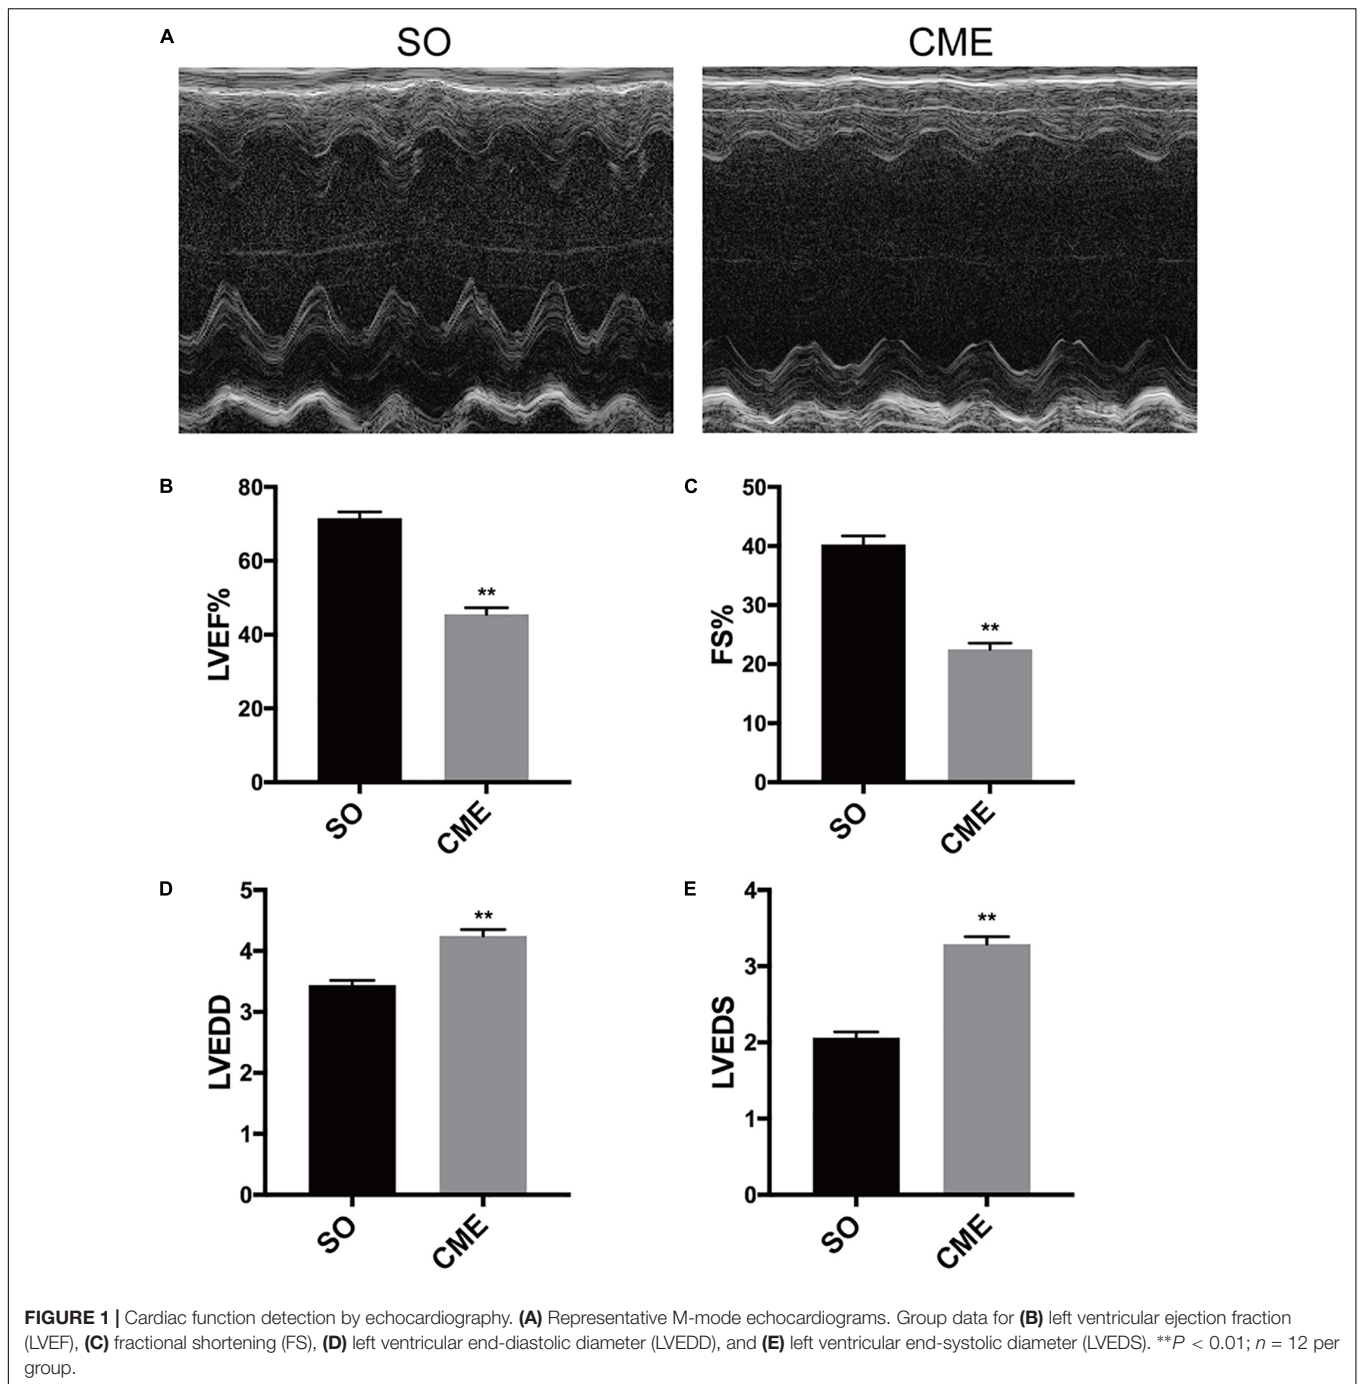 A
SO
CME
B
80
60
40
20
0
LVEF%
**
SO
CME
C
50
40
30
20
10
0
FS%
**
SO
CME
D
5
4
3
2
1
0
LVEDD
**
SO
CME
E
4
3
2
1
0
LVEDS
**
SO
CME
FIGURE 1 | Cardiac function detection by echocardiography. (A) Representative M-mode echocardiograms. Group data for (B) left ventricular ejection fraction
(LVEF), (C) fractional shortening (FS), (D) left ventricular end-diastolic diameter (LVEDD), and (E) left ventricular end-systolic diameter (LVEDS). **P < 0.01; n = 12 per
group.